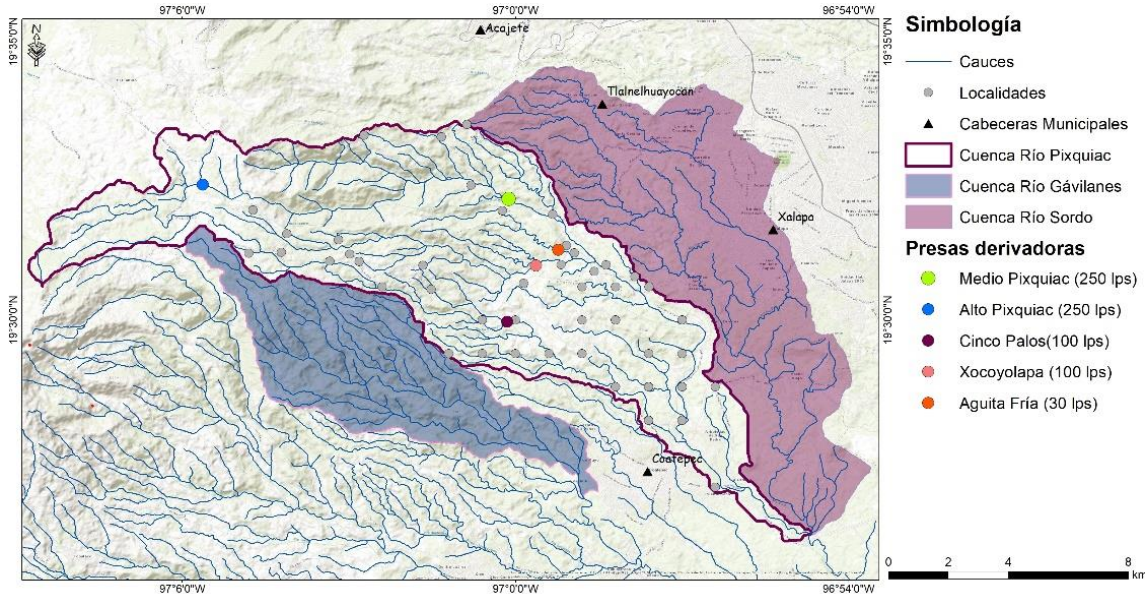 97°6'0"W
97°0'0"W
96°54'0"W
19°35'0"N
19°35'0"N
N
Acajete
Tlalnelhuayocan
Xalapa
19°30'0"N
19°30'0"N
Coatepec
97°6'0"W
97°0'0"W
96°54'0"W
Simbología
Cauces
Localidades
Cabeceras Municipales
Cuenca Río Pixquiac
Cuenca Río Gávilanes
Cuenca Río Sordo
Presas derivadoras
Medio Pixquiac (250 lps)
Alto Pixquiac (250 lps)
Cinco Palos(100 lps)
Xocoyolapa (100 lps)
Aguita Fría (30 lps)
0 2 4 8
km